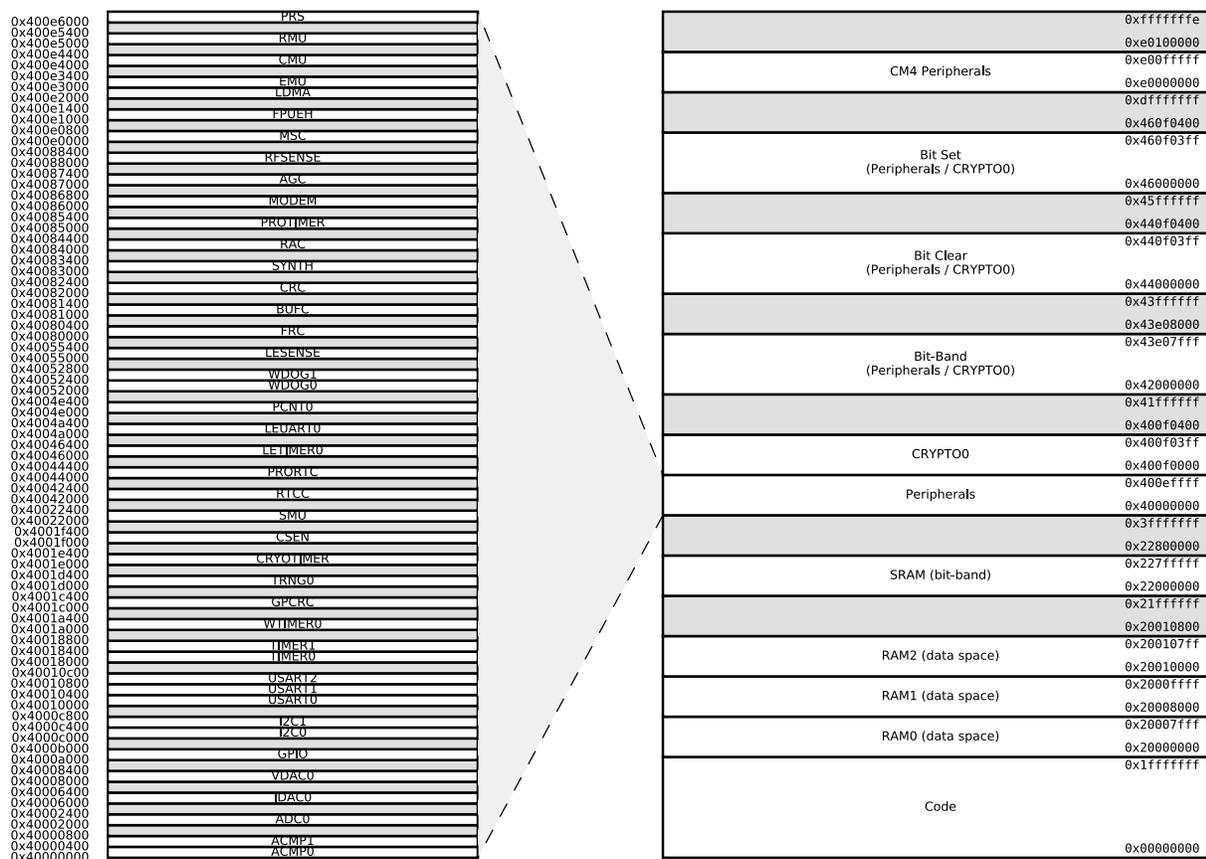 PRS
0x400e6000
0x400e5400
RMU
0x400e5000
0x400e4400
CMU
0x400e4000
0x400e3400
EMU
0x400e3000
LDMA
0x400e2000
0x400e1400
FPUEH
0x400e1000
0x400e0800
MSC
0x400e0000
0x40088400
RFSENSE
0x40088000
0x40087400
AGC
0x40087000
0x40086800
MODEM
0x40086000
0x40085400
PROTIMER
0x40085000
0x40084400
RAC
0x40084000
0x40083400
SYNTH
0x40083000
0x40082400
CRC
0x40082000
0x40081400
BUFC
0x40081000
0x40080400
FRC
0x40080000
0x40055400
LESENSE
0x40055000
0x40052800
WDOG1
0x40052400
WDOG0
0x40052000
0x4004e400
PCNT0
0x4004e000
0x4004a400
LEUART0
0x4004a000
0x40046400
LETIMER0
0x40046000
0x40044400
PRORTC
0x40044000
0x40042400
RTCC
0x40042000
0x40022400
SMU
0x40022000
0x4001f400
CSEN
0x4001f000
0x4001e400
CRYOTIMER
0x4001e000
0x4001d400
TRNG0
0x4001d000
0x4001c400
GPCRC
0x4001c000
0x4001a400
WTIMER0
0x4001a000
0x40018800
TIMER1
0x40018400
TIMER0
0x40018000
0x40010c00
USART2
0x40010800
USART1
0x40010400
USART0
0x40010000
0x4000c800
I2C1
0x4000c400
I2C0
0x4000c000
0x4000b000
GPIO
0x4000a000
0x40008400
VDAC0
0x40008000
0x40006400
IDAC0
0x40006000
0x40002400
ADC0
0x40002000
0x40000800
ACMP1
0x40000400
ACMP0
0x40000000
0xfffffffe
0xe0100000
0xe00fffff
CM4 Peripherals
0xe0000000
0xdfffffff
0x460f0400
0x460f03ff
Bit Set
(Peripherals / CRYPTO0)
0x46000000
0x45ffffff
0x440f0400
0x440f03ff
Bit Clear
(Peripherals / CRYPTO0)
0x44000000
0x43ffffff
0x43e08000
0x43e07fff
Bit-Band
(Peripherals / CRYPTO0)
0x42000000
0x41ffffff
0x400f0400
0x400f03ff
CRYPTO0
0x400f0000
0x400effff
Peripherals
0x40000000
0x3fffffff
0x22800000
0x227fffff
SRAM (bit-band)
0x22000000
0x21ffffff
0x20010800
0x200107ff
RAM2 (data space)
0x20010000
0x2000ffff
RAM1 (data space)
0x20008000
0x20007fff
RAM0 (data space)
0x20000000
0x1fffffff
Code
0x00000000